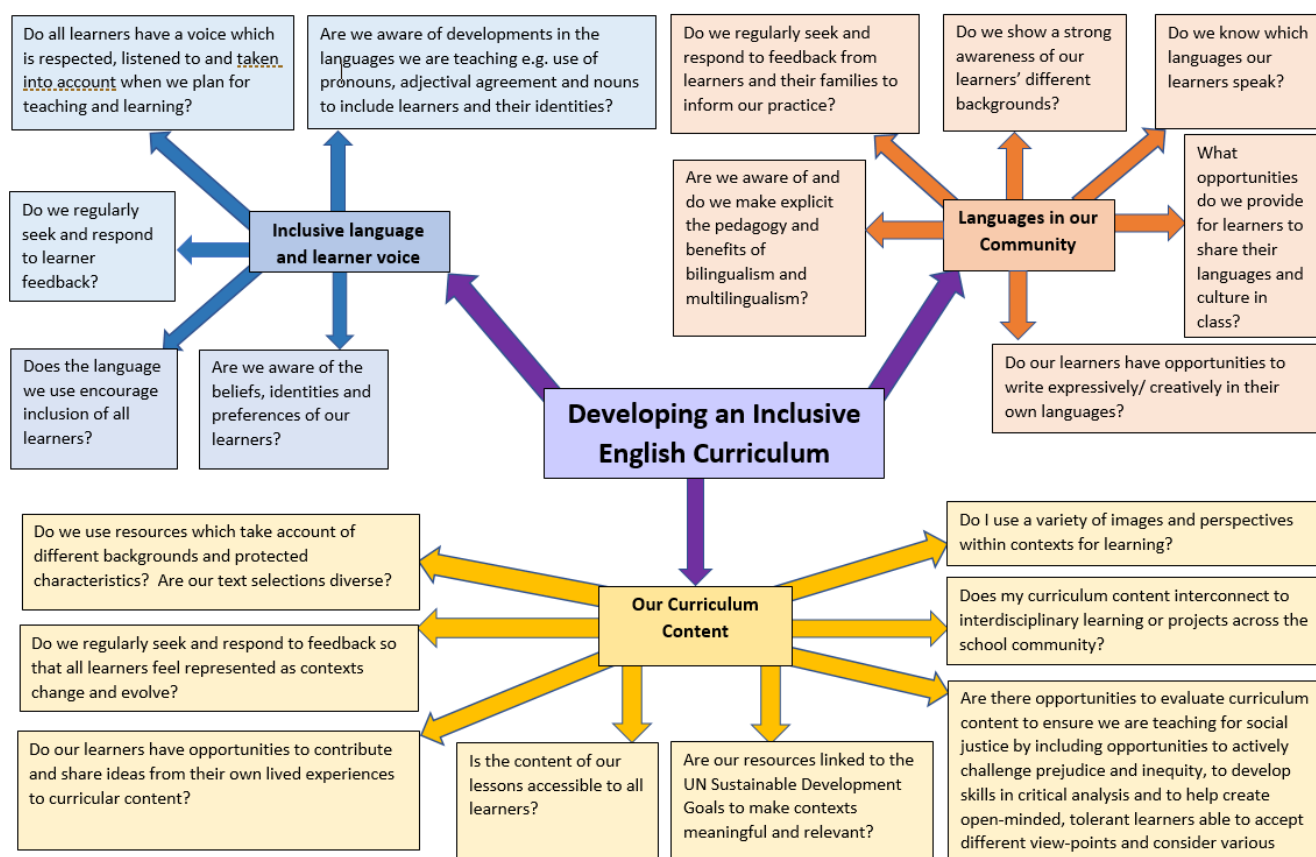 Do all learners have a voice which
is respected, listened to and taken
into account when we plan for
teaching and learning?
Are we aware of developments in the
languages we are teaching e.g. use of
pronouns, adjectival agreement and nouns
to include learners and their identities?
Do we regularly
seek and respond
to learner
feedback?
Inclusive language
and learner voice
Does the language
we use encourage
inclusion of all
learners?
Are we aware of the
beliefs, identities and
preferences of our
learners?
Do we regularly seek and
respond to feedback from
learners and their families to
inform our practice?
Do we show a strong
awareness of our
learners’ different
backgrounds?
Do we know which
languages our
learners speak?
Are we aware of and
do we make explicit
the pedagogy and
benefits of
bilingualism and
multilingualism?
Languages in our
Community
What
opportunities
do we provide
for learners to
share their
languages and
culture in
class?
Do our learners have opportunities to
write expressively/ creatively in their
own languages?
Developing an Inclusive
English Curriculum
Do we use resources which take account of
different backgrounds and protected
characteristics?  Are our text selections diverse?
Do we regularly seek and respond to feedback so
that all learners feel represented as contexts
change and evolve?
Do our learners have opportunities to contribute
and share ideas from their own lived experiences
to curricular content?
Our Curriculum
Content
Is the content of our
lessons accessible to all
learners?
Are our resources linked to the
UN Sustainable Development
Goals to make contexts
meaningful and relevant?
Do I use a variety of images and perspectives
within contexts for learning?
Does my curriculum content interconnect to
interdisciplinary learning or projects across the
school community?
Are there opportunities to evaluate curriculum
content to ensure we are teaching for social
justice by including opportunities to actively
challenge prejudice and inequity, to develop
skills in critical analysis and to help create
open-minded, tolerant learners able to accept
different view-points and consider various